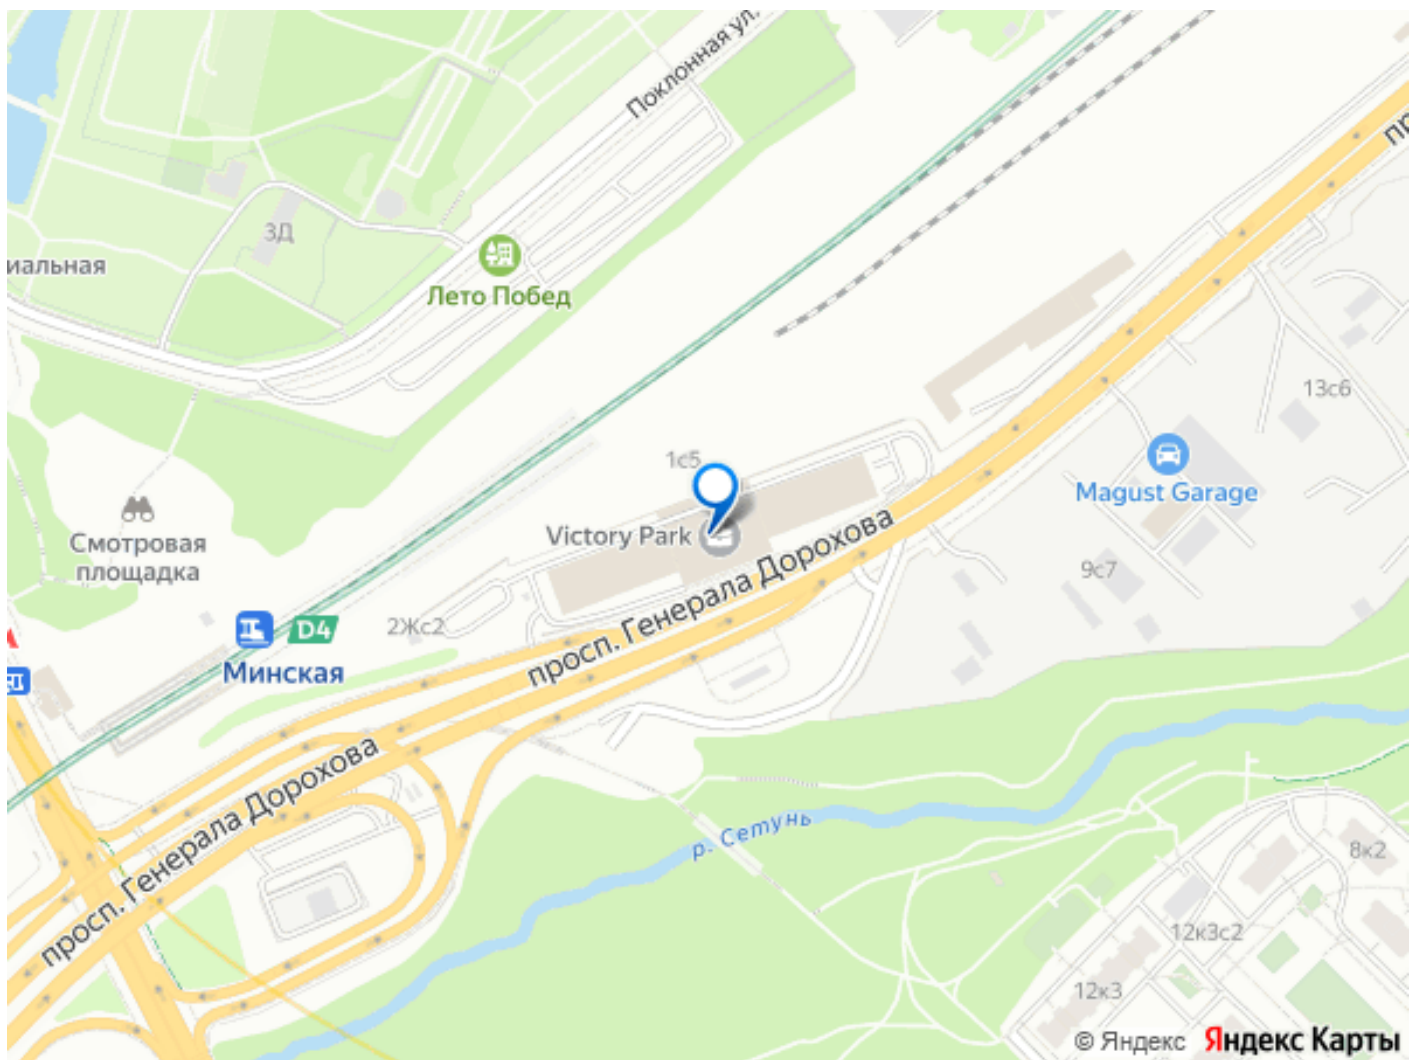 Поклонная ул.
3Д
иальная
Лето Побед
13с6
1с5
Magust Garage
Victory Park
Смотровая
площадка
9с7
просп. Генерала Дорохова
2Жс2
D4
Минская
просп. Генерала Дорохова
р. Сетунь
8к2
12к3с2
12к3
© Яндекс Яндекс Карты